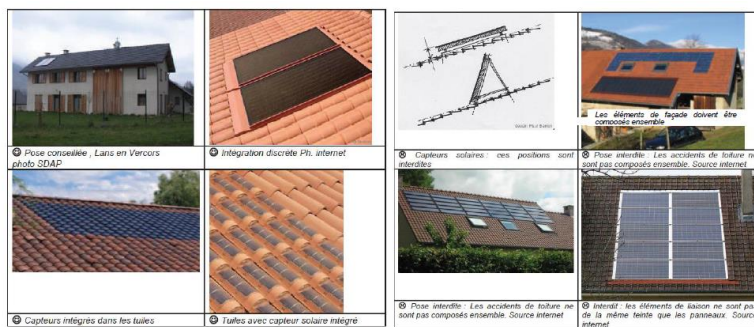 ☺ Pose conseillée , Lans en Vercors
photo SDAP
☺ Intégration discrète Ph. internet
☺ Capteurs intégrés dans les tuiles
☺ Tuiles avec capteur solaire intégré
☹ Capteurs solaires : ces positions sont
interdites
Les éléments de façade doivent être
composés ensemble
☹ Pose interdite : Les accidents de toiture ne
sont pas composés ensemble. Source internet
☹ Pose interdite : Les accidents de toiture ne
sont pas composés ensemble. Source internet
☹ Interdit : les éléments de liaison ne sont pas
de la même teinte que les panneaux. Source
internet